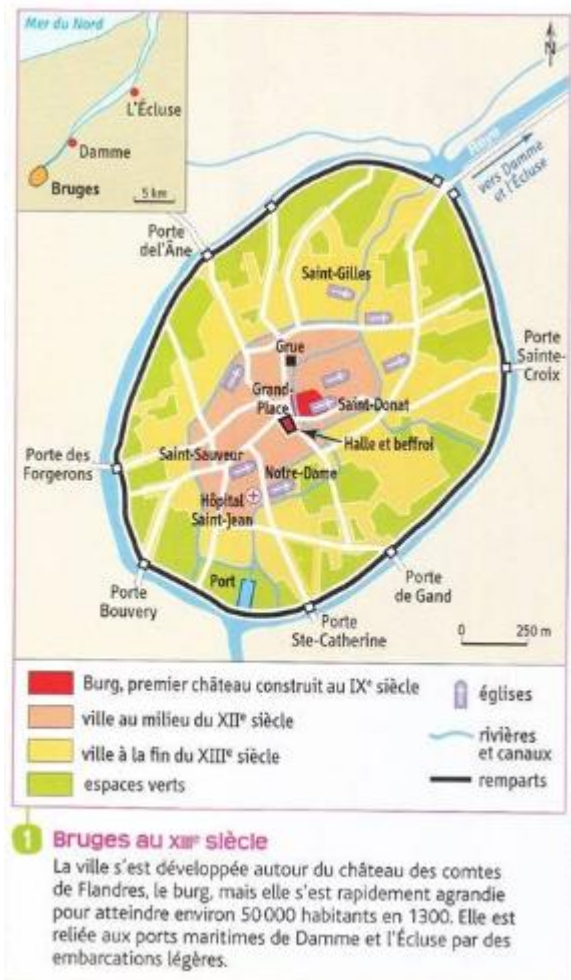 Mer du Nord
L'Écluse
Damme
Bruges
5 km
N
Reye
vers Damme
et l'Écluse
Porte
del'Âne
Saint-Gilles
Porte
Sainte-
Croix
Grue
Grand-
Place
Saint-Donat
Halle et beffroi
Porte des
Forgerons
Saint-Sauveur
Notre-Dame
Hôpital
Saint-Jean
Port
Porte
Bouvery
Porte
de Gand
Porte
Ste-Catherine
0 250 m
Burg, premier château construit au IXe siècle
ville au milieu du XIIe siècle
ville à la fin du XIIIe siècle
espaces verts
églises
rivières
et canaux
remparts
1 Bruges au XIIIe siècle
La ville s'est développée autour du château des comtes
de Flandres, le burg, mais elle s'est rapidement agrandie
pour atteindre environ 50 000 habitants en 1300. Elle est
reliée aux ports maritimes de Damme et l'Écluse par des
embarcations légères.